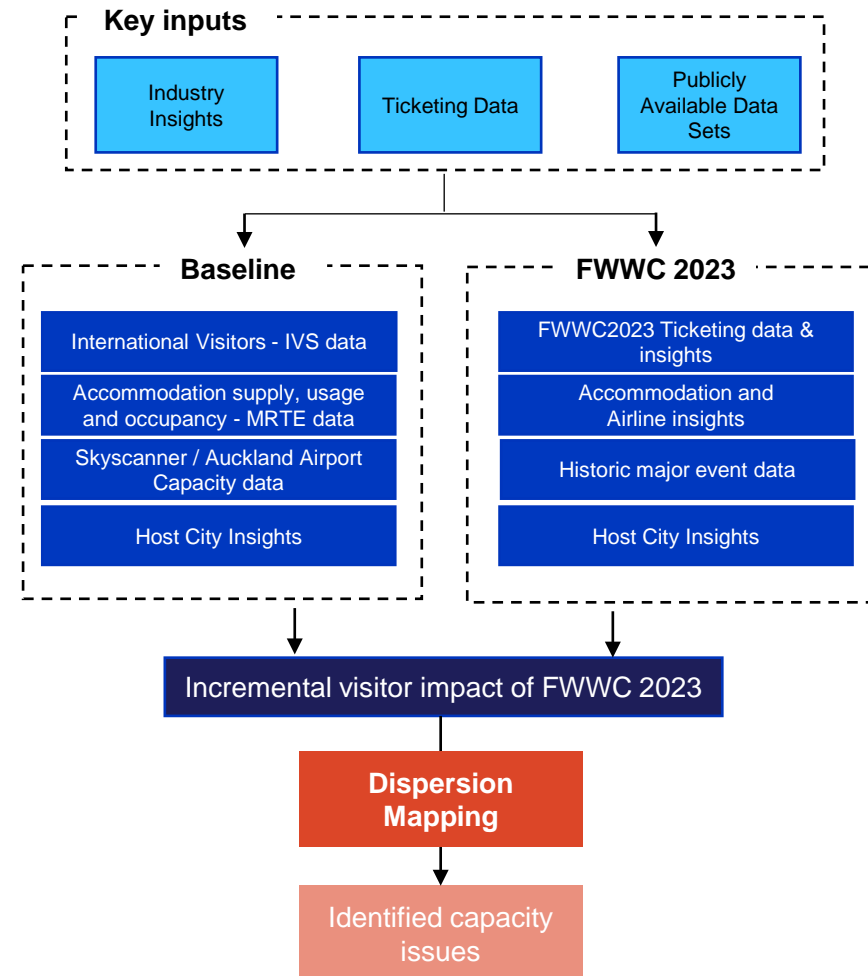 Key inputs
Industry
Insights
Ticketing Data
Publicly
Available Data
Sets
Baseline
International Visitors - IVS data
Accommodation supply, usage
and occupancy - MRTE data
Skyscanner / Auckland Airport
Capacity data
Host City Insights
FWWC 2023
FWWC2023 Ticketing data &
insights
Accommodation and
Airline insights
Historic major event data
Host City Insights
Incremental visitor impact of FWWC 2023
Dispersion
Mapping
Identified capacity
issues